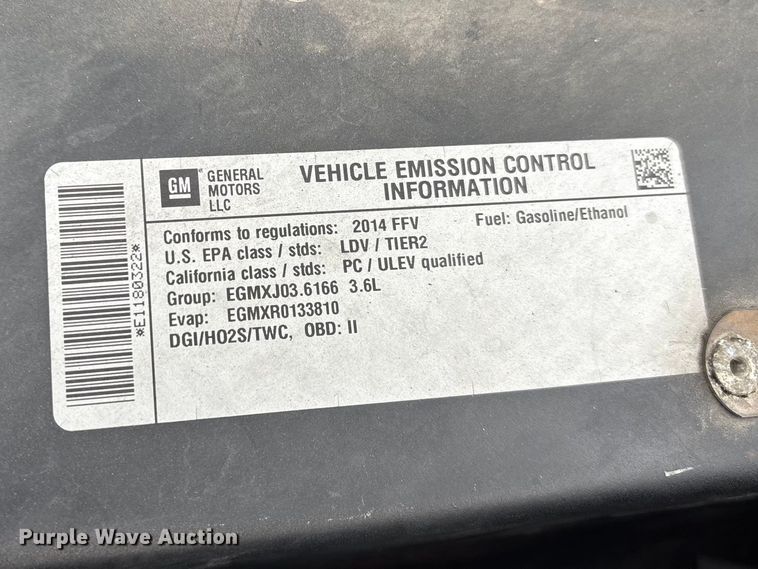 GM
GENERAL
MOTORS
LLC
VEHICLE EMISSION CONTROL
INFORMATION
Conforms to regulations: 2014 FFV Fuel: Gasoline/Ethanol
U.S. EPA class / stds: LDV / TIER2
California class / stds: PC / ULEV qualified
Group: EGMXJ03.6166 3.6L
Evap: EGMXR0133810
DGI/HO2S/TWC, OBD: II
*E1180322*
Purple Wave Auction